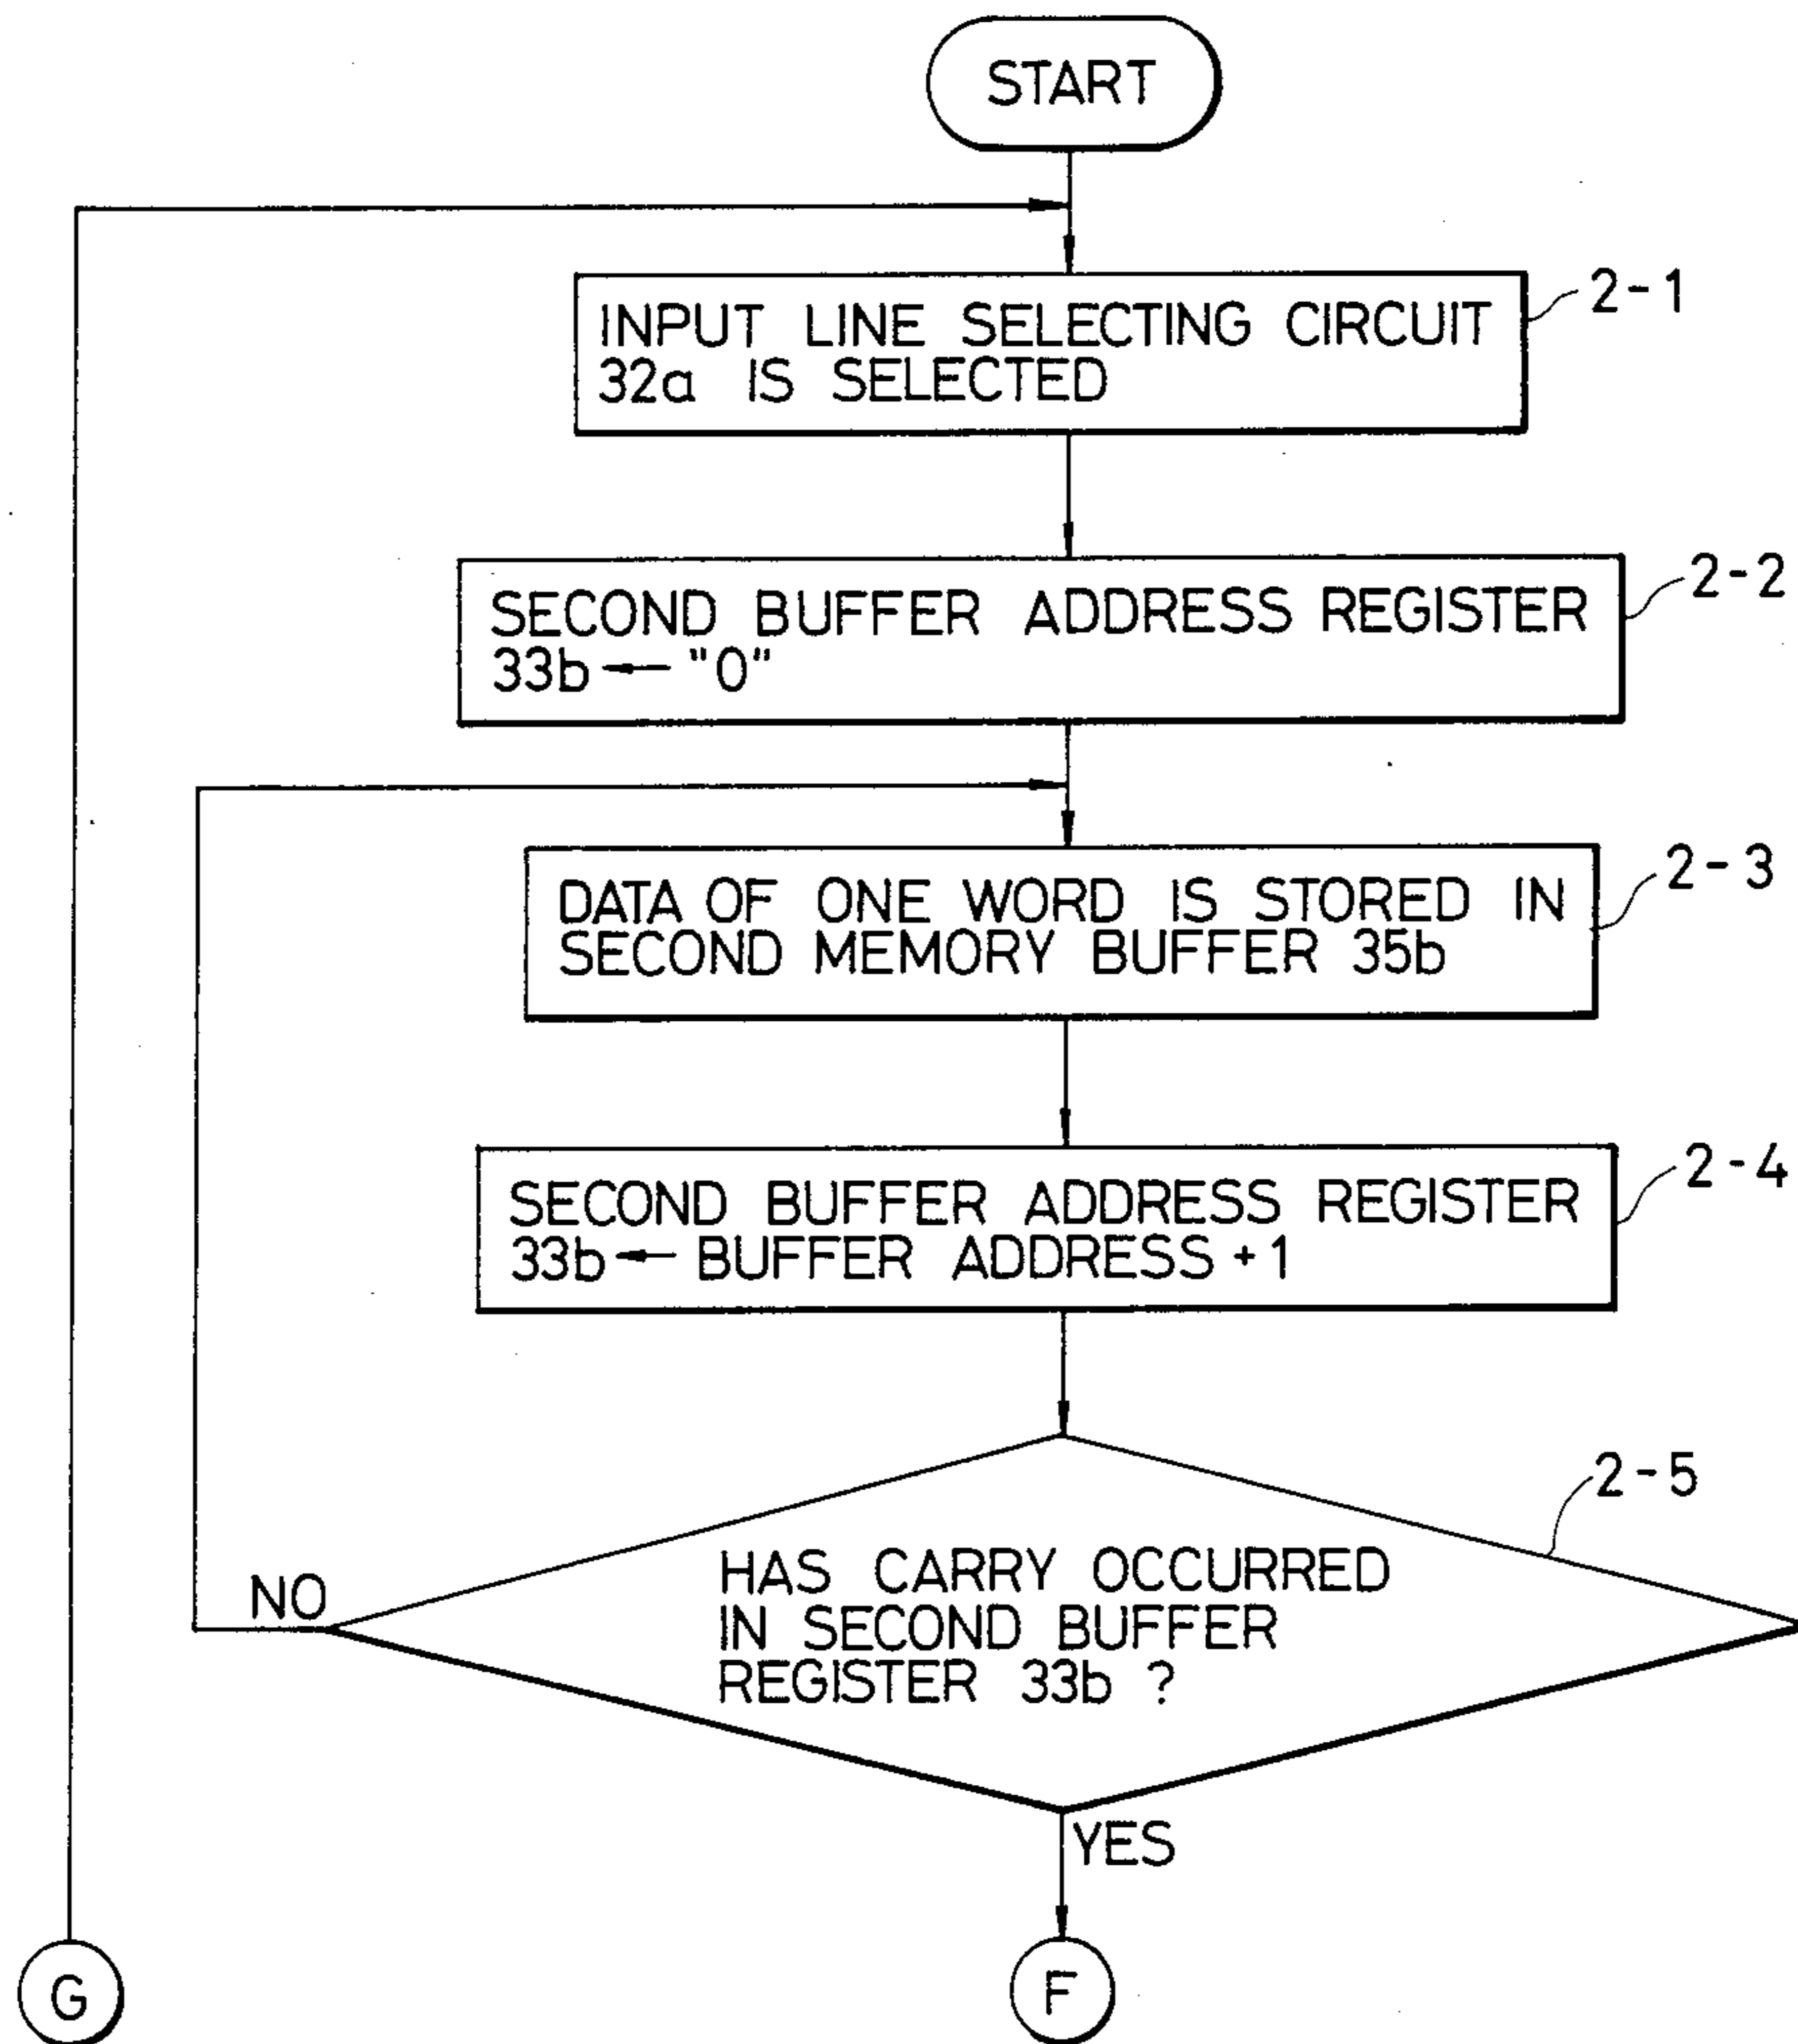 START
INPUT LINE SELECTING CIRCUIT
32a IS SELECTED
2-1
SECOND BUFFER ADDRESS REGISTER
33b ← "0"
2-2
DATA OF ONE WORD IS STORED IN
SECOND MEMORY BUFFER 35b
2-3
SECOND BUFFER ADDRESS REGISTER
33b ← BUFFER ADDRESS +1
2-4
2-5
HAS CARRY OCCURRED
IN SECOND BUFFER
REGISTER 33b ?
NO
YES
G
F